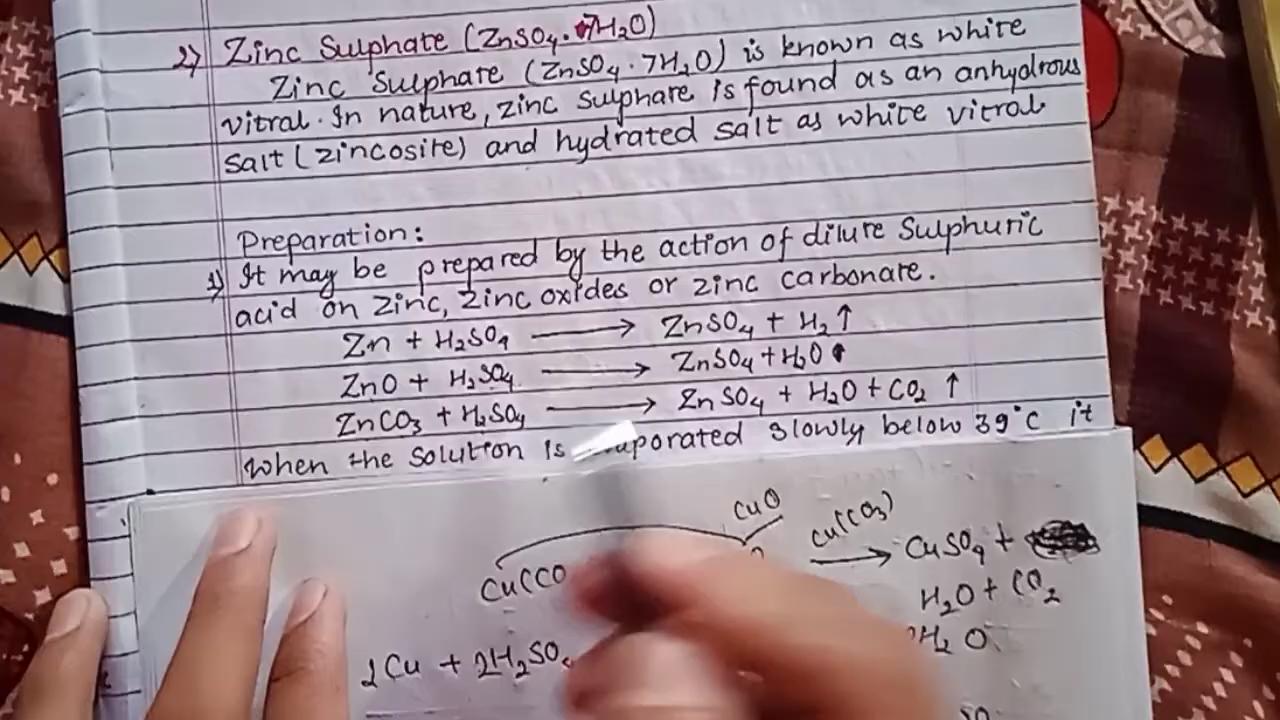 2) Zinc Sulphate (ZnSO4·7H2O)
Zinc Sulphate (ZnSO4·7H2O) is known as white
vitral. In nature, zinc sulphate is found as an anhydrous
salt (zincosite) and hydrated salt as white vitral
Preparation:
1) It may be prepared by the action of dilute Sulphuric
acid on zinc, zinc oxides or zinc carbonate.
Zn + H2SO4 → ZnSO4 + H2↑
ZnO + H2SO4 → ZnSO4 + H2O
ZnCO3 + H2SO4 → ZnSO4 + H2O + CO2 ↑
When the solution is slowly below 39°C it
CuO
Cu(CO3)
Cu(CO → CuSO4 +
H2O + CO2
2Cu + 2H2SO4 H2O